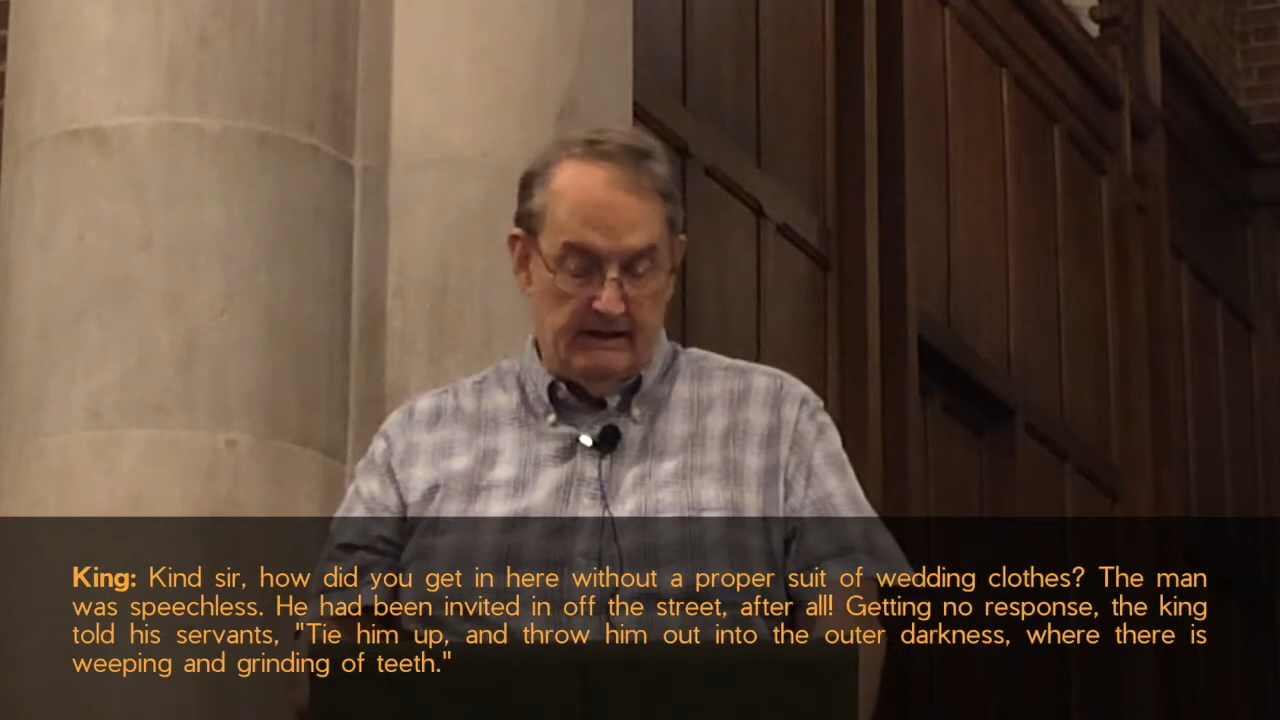 King: Kind sir, how did you get in here without a proper suit of wedding clothes? The man
was speechless. He had been invited in off the street, after all! Getting no response, the king
told his servants, "Tie him up, and throw him out into the outer darkness, where there is
weeping and grinding of teeth."